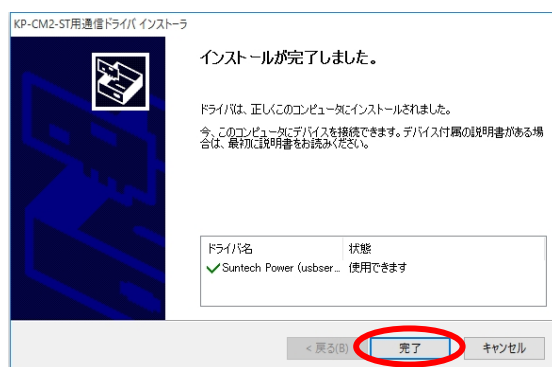 KP-CM2-ST用通信ドライバ インストーラ
インストールが完了しました。
ドライバは、正しくこのコンピュータにインストールされました。
今、このコンピュータにデバイスを接続できます。デバイス付属の説明書がある場
合は、最初に説明書をお読みください。
ドライバ名 状態
Suntech Power (usbser... 使用できます
< 戻る(B) 完了 キャンセル